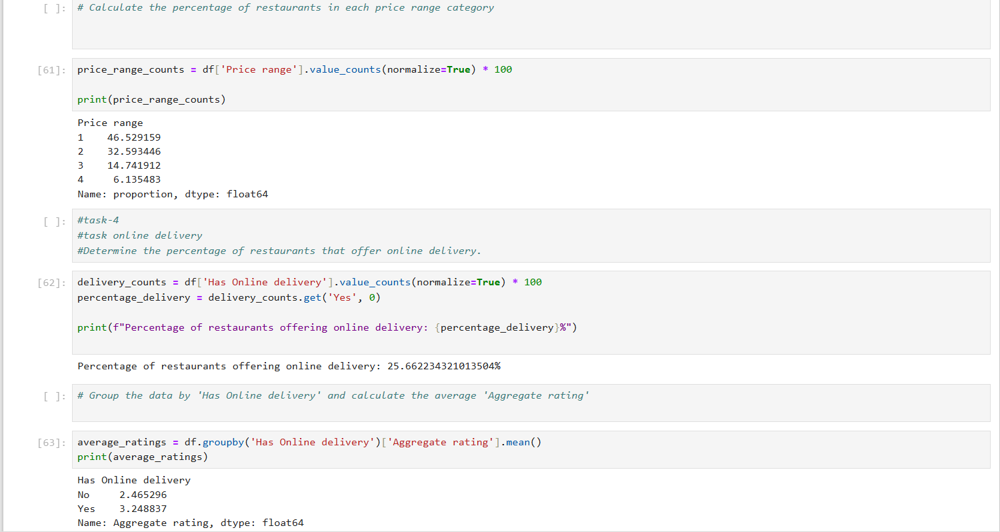 [ ]: # Calculate the percentage of restaurants in each price range category
[61]: price_range_counts = df['Price range'].value_counts(normalize=True) * 100
print(price_range_counts)
Price range
1    46.529159
2    32.593446
3    14.741912
4     6.135483
Name: proportion, dtype: float64
[ ]: #task-4
#task online delivery
#Determine the percentage of restaurants that offer online delivery.
[62]: delivery_counts = df['Has Online delivery'].value_counts(normalize=True) * 100
percentage_delivery = delivery_counts.get('Yes', 0)
print(f"Percentage of restaurants offering online delivery: {percentage_delivery}%")
Percentage of restaurants offering online delivery: 25.662234321013504%
[ ]: # Group the data by 'Has Online delivery' and calculate the average 'Aggregate rating'
[63]: average_ratings = df.groupby('Has Online delivery')['Aggregate rating'].mean()
print(average_ratings)
Has Online delivery
No     2.465296
Yes    3.248837
Name: Aggregate rating, dtype: float64